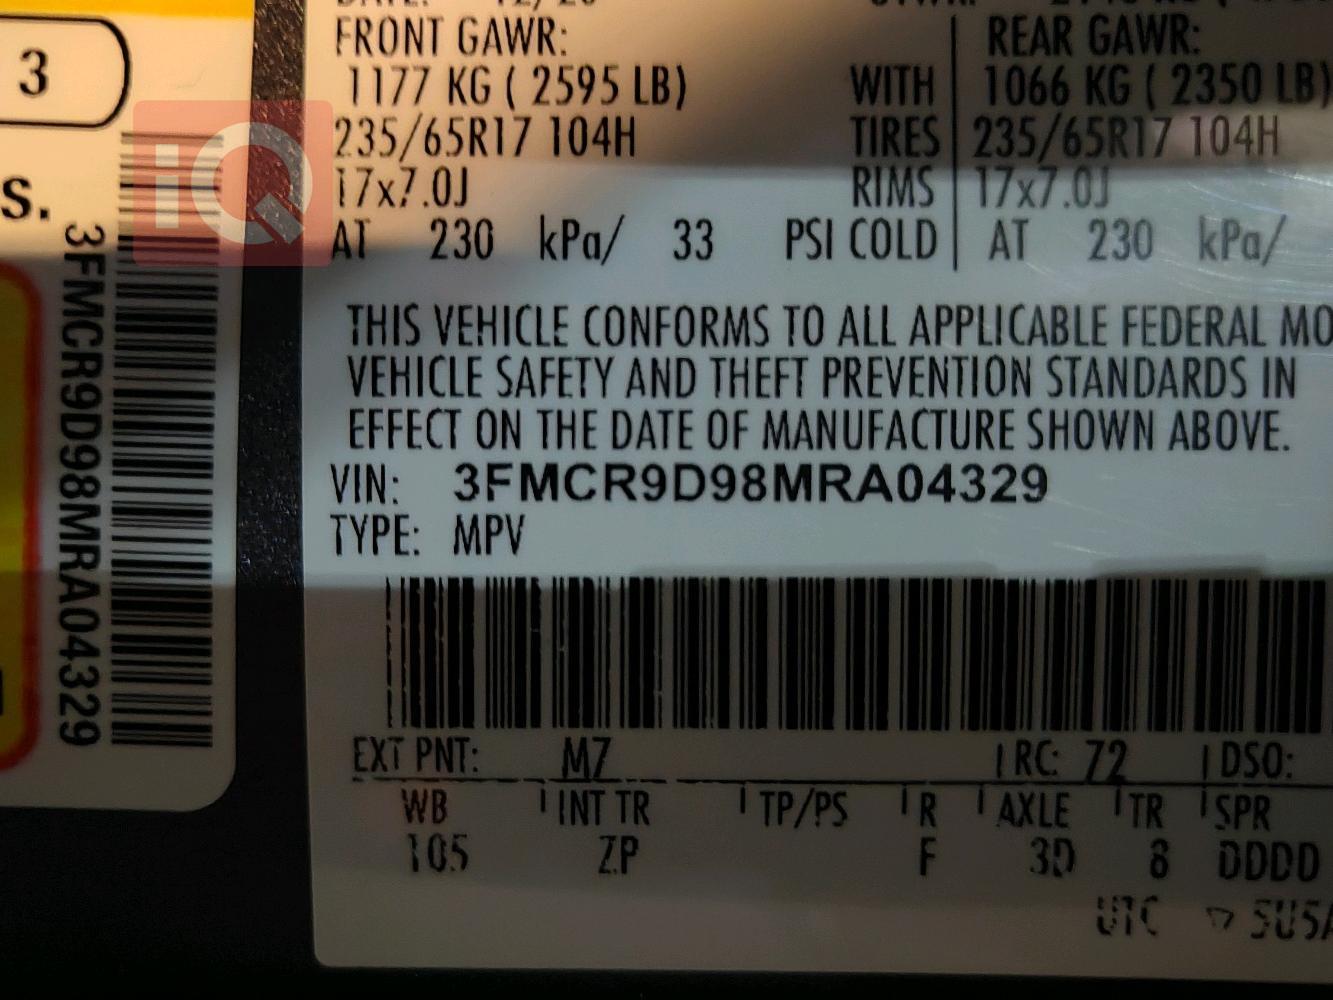 3
s.
iQ
3FMCR9D98MRA04329
FRONT GAWR: REAR GAWR:
1177 KG ( 2595 LB) WITH 1066 KG ( 2350 LB)
235/65R17 104H TIRES 235/65R17 104H
17x7.0J RIMS 17x7.0J
AT 230 kPa/ 33 PSI COLD AT 230 kPa/
THIS VEHICLE CONFORMS TO ALL APPLICABLE FEDERAL MO
VEHICLE SAFETY AND THEFT PREVENTION STANDARDS IN
EFFECT ON THE DATE OF MANUFACTURE SHOWN ABOVE.
VIN: 3FMCR9D98MRA04329
TYPE: MPV
EXT PNT: M7 RC: 72 DSO:
WB INT TR TP/PS R AXLE TR SPR
105 ZP F 3D 8 DDDD
UTC 5U5A